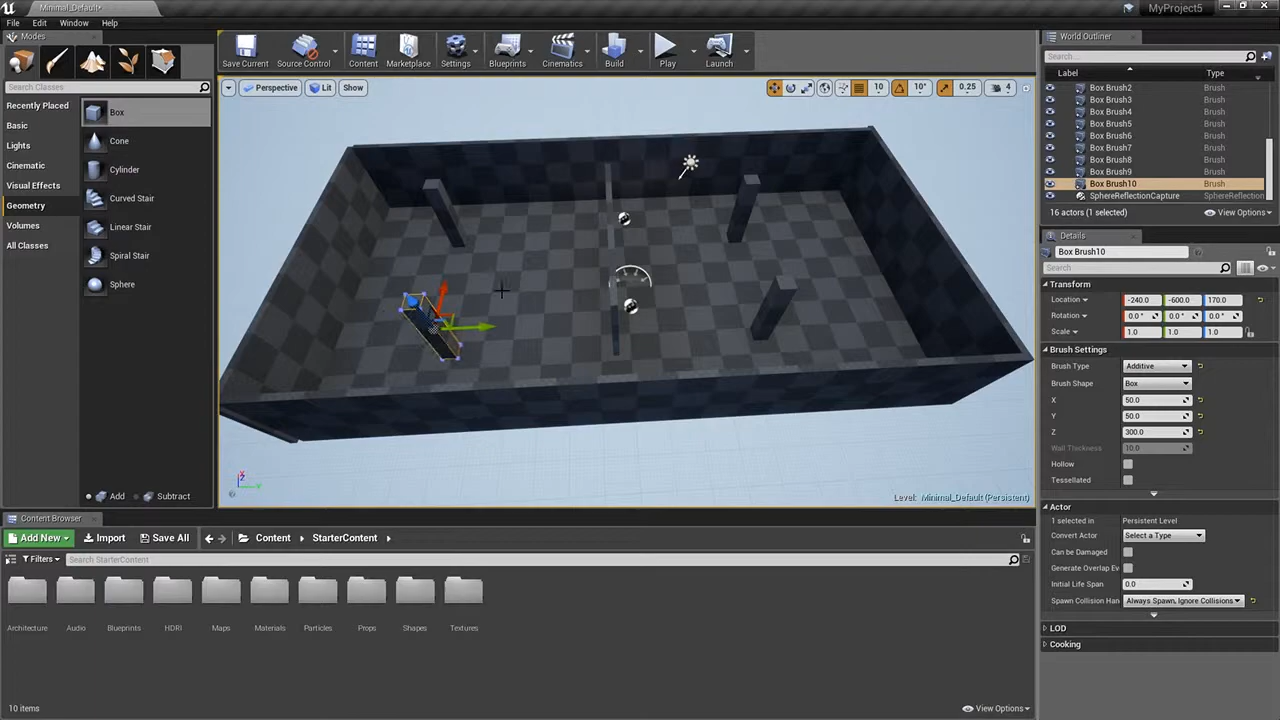 Minimal_Default*
MyProject5
File Edit Window Help
Modes
Search Classes
Recently Placed
Basic
Lights
Cinematic
Visual Effects
Geometry
Volumes
All Classes
Box
Cone
Cylinder
Curved Stair
Linear Stair
Spiral Stair
Sphere
Add Subtract
Save Current Source Control Content Marketplace Settings Blueprints Cinematics Build Play Launch
Perspective Lit Show
10 10° 0.25 4
Level: Minimal_Default (Persistent)
World Outliner
Search...
Label Type
Box Brush2 Brush
Box Brush3 Brush
Box Brush4 Brush
Box Brush5 Brush
Box Brush6 Brush
Box Brush7 Brush
Box Brush8 Brush
Box Brush9 Brush
Box Brush10 Brush
SphereReflectionCapture SphereReflection
16 actors (1 selected) View Options
Details
Box Brush10
Search
Transform
Location -240.0 -600.0 170.0
Rotation 0.0 ° 0.0 ° 0.0 °
Scale 1.0 1.0 1.0
Brush Settings
Brush Type Additive
Brush Shape Box
X 50.0
Y 50.0
Z 300.0
Wall Thickness 10.0
Hollow
Tessellated
Actor
1 selected in Persistent Level
Convert Actor Select a Type
Can be Damaged
Generate Overlap Ev
Initial Life Span 0.0
Spawn Collision Han Always Spawn, Ignore Collisions
LOD
Cooking
Content Browser
Add New Import Save All Content StarterContent
Filters Search StarterContent
Architecture Audio Blueprints HDRI Maps Materials Particles Props Shapes Textures
10 items View Options